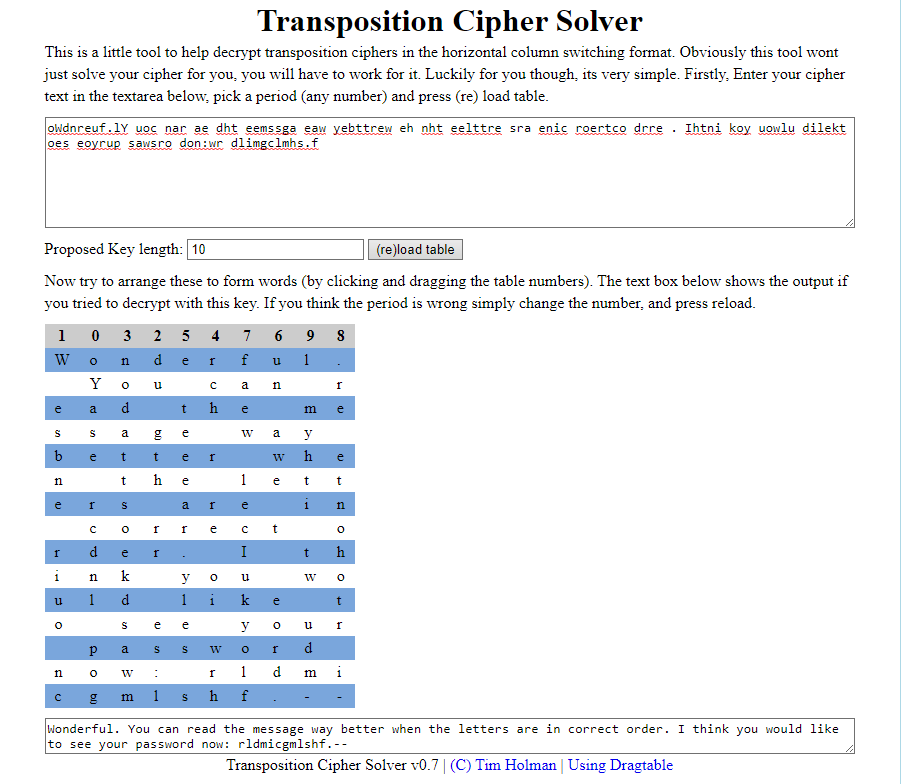 Transposition Cipher Solver
This is a little tool to help decrypt transposition ciphers in the horizontal column switching format. Obviously this tool wont
just solve your cipher for you, you will have to work for it. Luckily for you though, its very simple. Firstly, Enter your cipher
text in the textarea below, pick a period (any number) and press (re) load table.
oWdnreuf.lY uoc nar ae dht eemssga eaw yebttrew eh nht eelttre sra enic roertco drre . Ihtni koy uowlu dilekt
oes eoyrup sawsro don:wr dlimgclmhs.f
Proposed Key length: 10 (re)load table
Now try to arrange these to form words (by clicking and dragging the table numbers). The text box below shows the output if
you tried to decrypt with this key. If you think the period is wrong simply change the number, and press reload.
1 0 3 2 5 4 7 6 9 8
W o n d e r f u l .
Y o u c a n r
e a d t h e m e
s s a g e w a y
b e t t e r w h e
n t h e l e t t
e r s a r e i n
c o r r e c t o
r d e r . I t h
i n k y o u w o
u l d l i k e t
o s e e y o u r
p a s s w o r d
n o w : r l d m i
c g m l s h f . - -
Wonderful. You can read the message way better when the letters are in correct order. I think you would like
to see your password now: rldmicgmlshf.--
Transposition Cipher Solver v0.7 | (C) Tim Holman | Using Dragtable